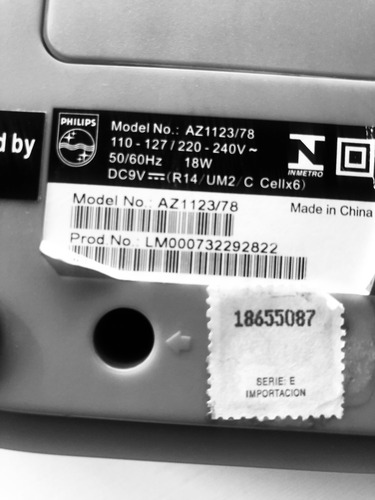 d by
PHILIPS
Model No.: AZ1123/78
110 - 127 / 220 - 240V ~
50/60Hz 18W
DC9V ⎓ (R14 / UM2 / C Cellx6)
INMETRO
Model No.: AZ1123/78
Made in China
Prod.No.: LM000732292822
18655087
SERIE: E
IMPORTACION